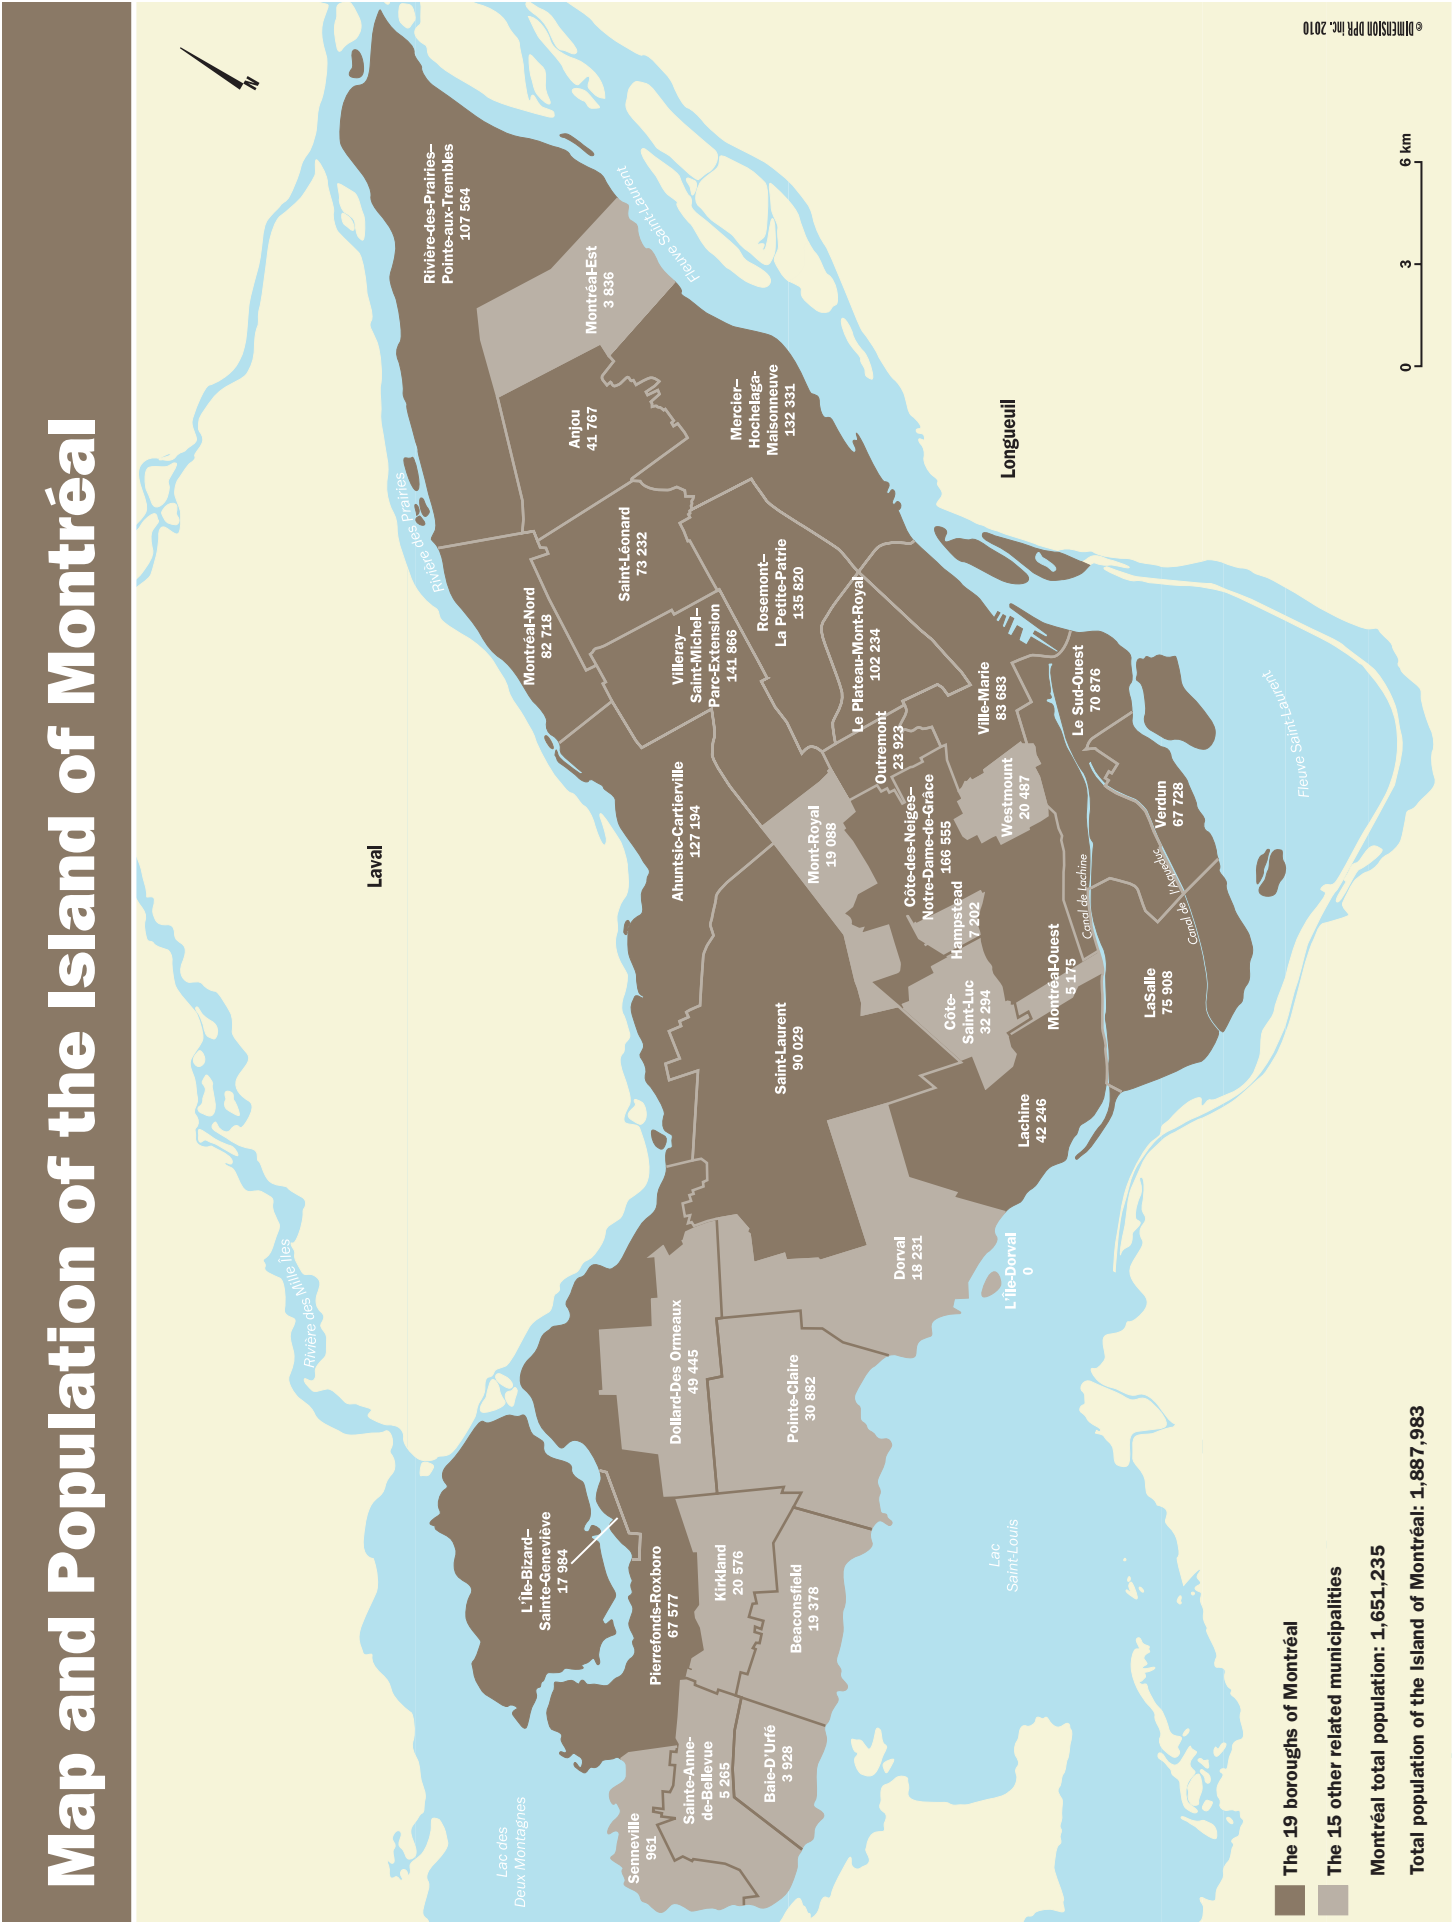 Map and Population of the Island of Montréal
© DIMENSION DPR inc. 2010
N
Rivière-des-Prairies–
Pointe-aux-Trembles
107 564
Montréal-Est
3 836
Anjou
41 767
Mercier–
Hochelaga-
Maisonneuve
132 331
Saint-Léonard
73 232
Montréal-Nord
82 718
Villeray–
Saint-Michel–
Parc-Extension
141 866
Rosemont–
La Petite-Patrie
135 820
Le Plateau-Mont-Royal
102 234
Ville-Marie
83 683
Le Sud-Ouest
70 876
Outremont
23 923
Westmount
20 487
Verdun
67 728
Ahuntsic-Cartierville
127 194
Mont-Royal
19 088
Côte-des-Neiges–
Notre-Dame-de-Grâce
166 555
Hampstead
7 202
Côte-
Saint-Luc
32 294
Montréal-Ouest
5 175
LaSalle
75 908
Saint-Laurent
90 029
Lachine
42 246
Dorval
18 231
L'Île-Dorval
0
Dollard-Des Ormeaux
49 445
Pointe-Claire
30 882
L'Île-Bizard–
Sainte-Geneviève
17 984
Pierrefonds-Roxboro
67 577
Kirkland
20 576
Beaconsfield
19 378
Sainte-Anne-
de-Bellevue
5 265
Baie-D'Urfé
3 928
Senneville
961
Laval
Longueuil
Rivière des Prairies
Rivière des Mille Îles
Fleuve Saint-Laurent
Fleuve Saint-Laurent
Canal de Lachine
Canal de l'Aqueduc
Lac
Saint-Louis
Lac des
Deux Montagnes
0 3 6 km
The 19 boroughs of Montréal
The 15 other related municipalities
Montréal total population: 1,651,235
Total population of the Island of Montréal: 1,887,983